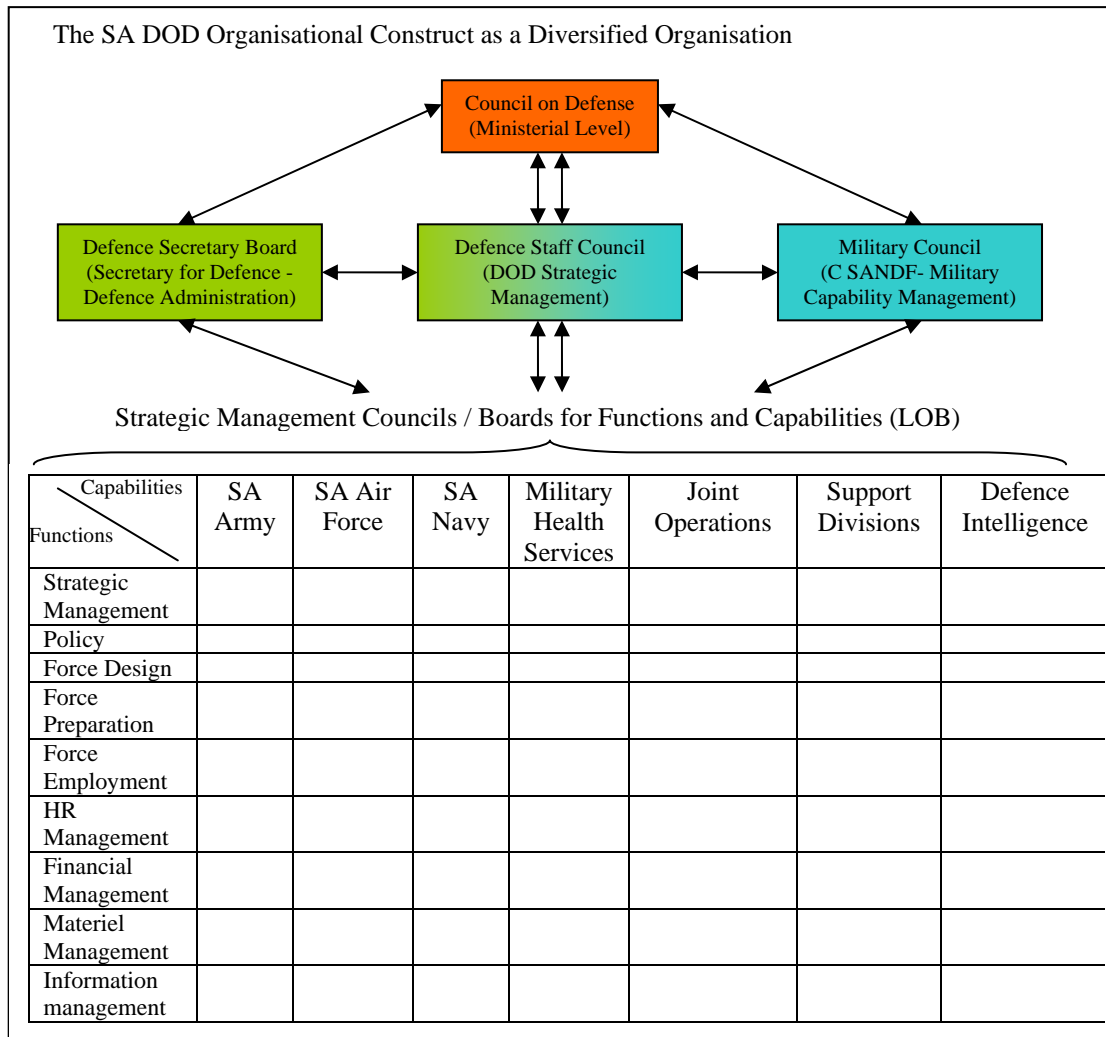 The SA DOD Organisational Construct as a Diversified Organisation
Council on Defense
(Ministerial Level)
Defence Secretary Board
(Secretary for Defence -
Defence Administration)
Defence Staff Council
(DOD Strategic
Management)
Military Council
(C SANDF- Military
Capability Management)
Strategic Management Councils / Boards for Functions and Capabilities (LOB)
Capabilities
Functions
SA
Army
SA Air
Force
SA
Navy
Military
Health
Services
Joint
Operations
Support
Divisions
Defence
Intelligence
Strategic
Management
Policy
Force Design
Force
Preparation
Force
Employment
HR
Management
Financial
Management
Materiel
Management
Information
management